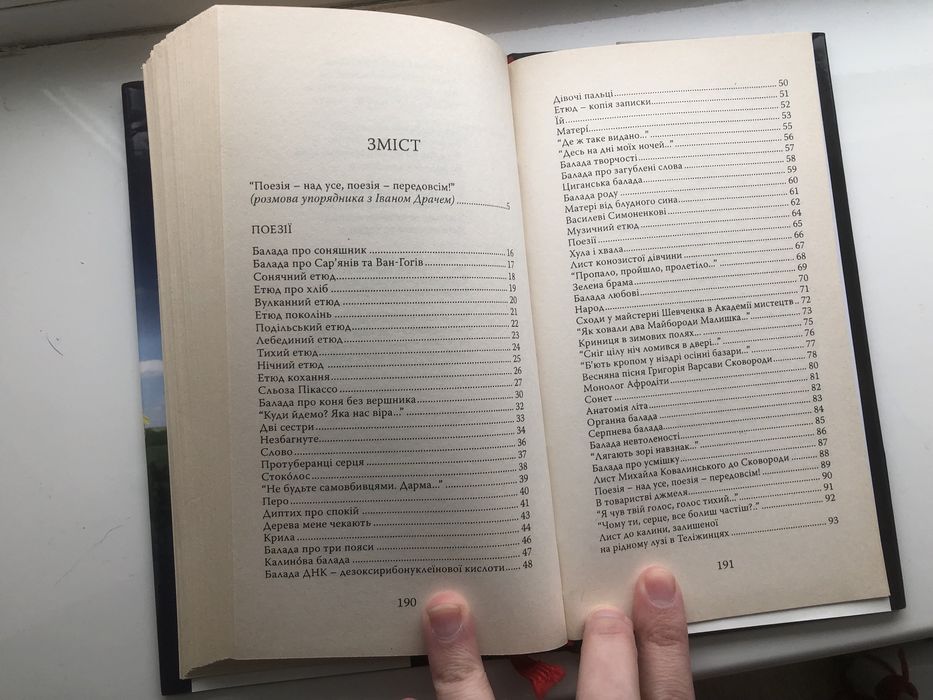 ЗМІСТ
“Поезія – над усе, поезія – передовсім!”
(розмова упорядника з Іваном Драчем)..........5
ПОЕЗІЇ
Балада про соняшник..........16
Балада про Сар’янів та Ван-Гогів..........17
Сонячний етюд..........18
Етюд про хліб..........19
Вулканний етюд..........20
Етюд поколінь..........21
Подільський етюд..........22
Лебединий етюд..........23
Тихий етюд..........24
Нічний етюд..........25
Етюд кохання..........26
Сльоза Пікассо..........27
Балада про коня без вершника..........30
“Куди йдемо? Яка нас віра...”..........32
Дві сестри..........33
Незбагнуте..........34
Слово..........36
Протуберанці серця..........37
Стоко́лос..........38
“Не будьте самовбивцями. Дарма...”..........39
Перо..........40
Диптих про спокій..........41
Дерева мене чекають..........43
Крила..........44
Балада про три пояси..........46
Калино́ва балада..........47
Балада ДНК – дезоксирибонуклеїнової кислоти..........48
190
Дівочі пальці..........50
Етюд – копія записки..........51
Їй..........52
Матері..........53
“Де ж таке видано...”..........55
“Десь на дні моїх ночей...”..........56
Балада творчості..........57
Балада про загублені слова..........58
Циганська балада..........59
Балада роду..........60
Матері від блудного сина..........61
Василеві Симоненкові..........62
Музичний етюд..........64
Поезії..........65
Хула і хвала..........66
Лист конозистої дівчини..........67
“Пропало, пройшло, пролетіло...”..........68
Зелена брама..........69
Балада любові..........70
Народ..........71
Сходи у майстерні Шевченка в Академії мистецтв..........72
“Як ховали два Майбороди Малишка...”..........73
Криниця в зимових полях..........75
“Сніг цілу ніч ломився в двері...”..........76
“Б’ють кропом у ніздрі осінні базари...”..........77
Весняна пісня Григорія Варсави Сковороди..........78
Монолог Афродіти..........80
Сонет..........81
Анатомія літа..........82
Органна балада..........83
Серпнева балада..........84
Балада невтоленості..........85
“Лягають зорі навзнак...”..........86
Балада про усмішку..........87
Лист Михайла Ковалинського до Сковороди..........88
Поезія – над усе, поезія – передовсім!..........89
В товаристві джмеля..........90
“Я чув твій голос, голос тихий...”..........91
“Чому ти, серце, все болиш частіш?..”..........92
Лист до калини, залишеної
на рідному лузі в Теліжинцях..........93
191